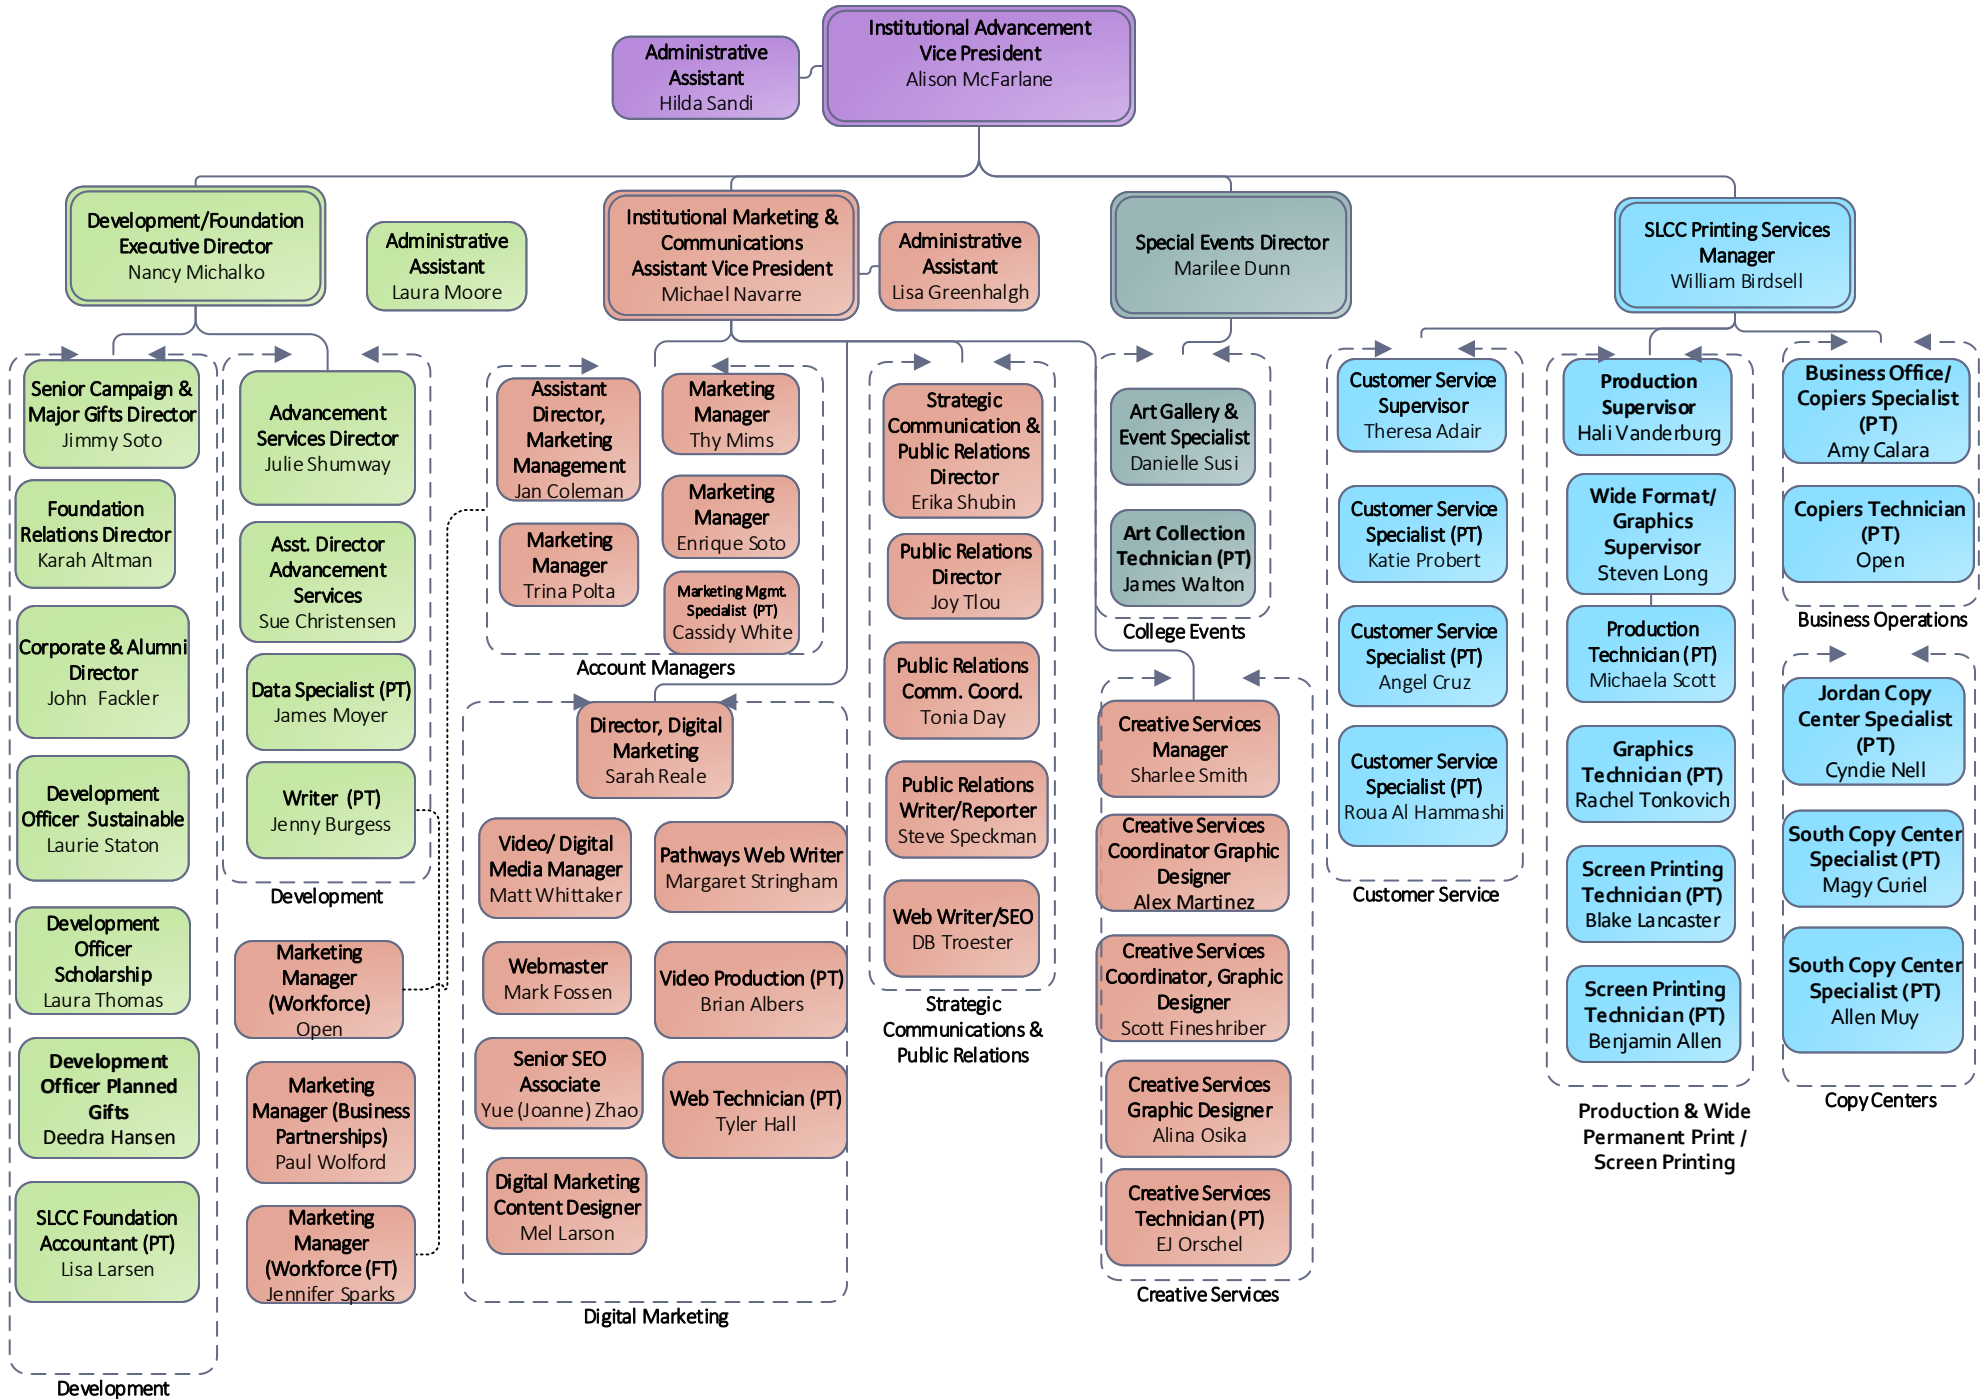 Institutional Advancement
Vice President
Alison McFarlane
Administrative
Assistant
Hilda Sandi
Development/Foundation
Executive Director
Nancy Michalko
Administrative
Assistant
Laura Moore
Institutional Marketing &
Communications
Assistant Vice President
Michael Navarre
Administrative
Assistant
Lisa Greenhalgh
Special Events Director
Marilee Dunn
SLCC Printing Services
Manager
William Birdsell
Senior Campaign &
Major Gifts Director
Jimmy Soto
Foundation
Relations Director
Karah Altman
Corporate & Alumni
Director
John Fackler
Development
Officer Sustainable
Laurie Staton
Development
Officer
Scholarship
Laura Thomas
Development
Officer Planned
Gifts
Deedra Hansen
SLCC Foundation
Accountant (PT)
Lisa Larsen
Development
Advancement
Services Director
Julie Shumway
Asst. Director
Advancement
Services
Sue Christensen
Data Specialist (PT)
James Moyer
Writer (PT)
Jenny Burgess
Development
Marketing
Manager
(Workforce)
Open
Marketing
Manager (Business
Partnerships)
Paul Wolford
Marketing
Manager
(Workforce (FT)
Jennifer Sparks
Assistant
Director,
Marketing
Management
Jan Coleman
Marketing
Manager
Trina Polta
Marketing
Manager
Thy Mims
Marketing
Manager
Enrique Soto
Marketing Mgmt.
Specialist (PT)
Cassidy White
Account Managers
Director, Digital
Marketing
Sarah Reale
Video/ Digital
Media Manager
Matt Whittaker
Webmaster
Mark Fossen
Senior SEO
Associate
Yue (Joanne) Zhao
Digital Marketing
Content Designer
Mel Larson
Pathways Web Writer
Margaret Stringham
Video Production (PT)
Brian Albers
Web Technician (PT)
Tyler Hall
Digital Marketing
Strategic
Communication &
Public Relations
Director
Erika Shubin
Public Relations
Director
Joy Tlou
Public Relations
Comm. Coord.
Tonia Day
Public Relations
Writer/Reporter
Steve Speckman
Web Writer/SEO
DB Troester
Strategic
Communications &
Public Relations
Art Gallery &
Event Specialist
Danielle Susi
Art Collection
Technician (PT)
James Walton
College Events
Creative Services
Manager
Sharlee Smith
Creative Services
Coordinator Graphic
Designer
Alex Martinez
Creative Services
Coordinator, Graphic
Designer
Scott Fineshriber
Creative Services
Graphic Designer
Alina Osika
Creative Services
Technician (PT)
EJ Orschel
Creative Services
Customer Service
Supervisor
Theresa Adair
Customer Service
Specialist (PT)
Katie Probert
Customer Service
Specialist (PT)
Angel Cruz
Customer Service
Specialist (PT)
Roua Al Hammashi
Customer Service
Production
Supervisor
Hali Vanderburg
Wide Format/
Graphics
Supervisor
Steven Long
Production
Technician (PT)
Michaela Scott
Graphics
Technician (PT)
Rachel Tonkovich
Screen Printing
Technician (PT)
Blake Lancaster
Screen Printing
Technician (PT)
Benjamin Allen
Production & Wide
Permanent Print /
Screen Printing
Business Office/
Copiers Specialist
(PT)
Amy Calara
Copiers Technician
(PT)
Open
Business Operations
Jordan Copy
Center Specialist
(PT)
Cyndie Nell
South Copy Center
Specialist (PT)
Magy Curiel
South Copy Center
Specialist (PT)
Allen Muy
Copy Centers